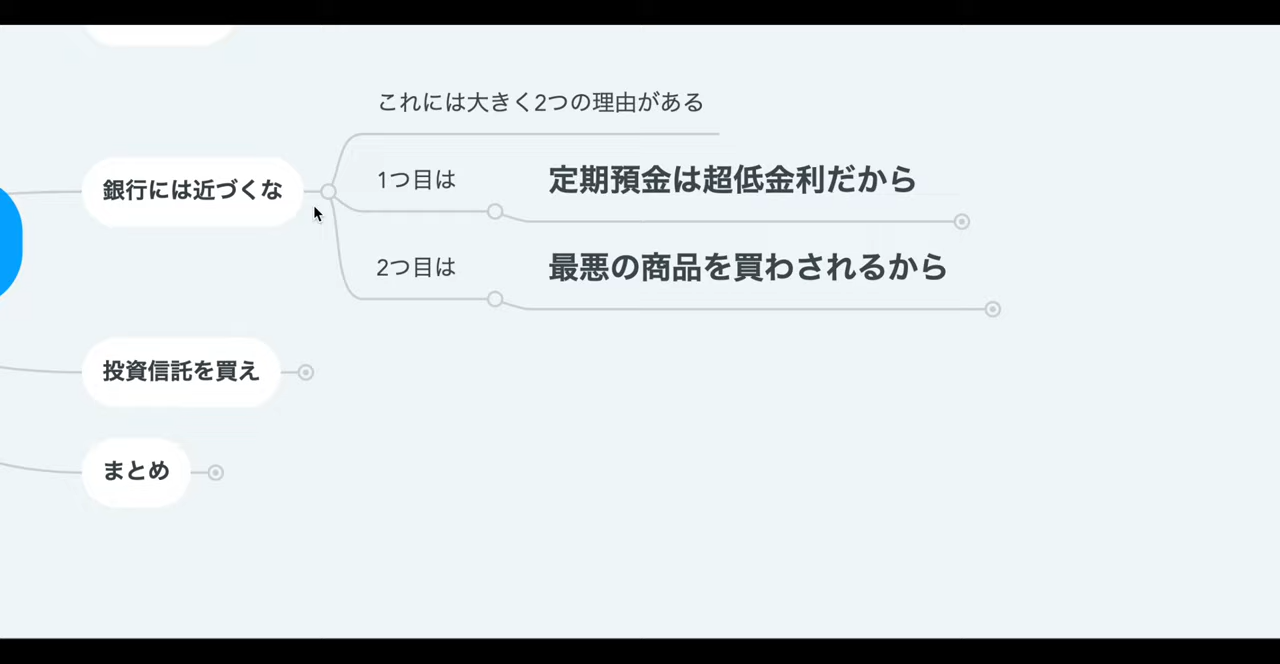 これには大きく2つの理由がある
銀行には近づくな
1つ目は
定期預金は超低金利だから
2つ目は
最悪の商品を買わされるから
投資信託を買え
まとめ